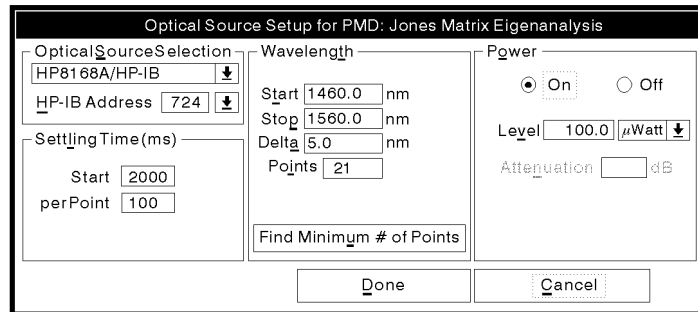 Optical Source Setup for PMD: Jones Matrix Eigenanalysis
Optical Source Selection
HP8168A/HP-IB
HP-IB Address 724
Settling Time (ms)
Start 2000
per Point 100
Wavelength
Start 1460.0 nm
Stop 1560.0 nm
Delta 5.0 nm
Points 21
Find Minimum # of Points
Power
On Off
Level 100.0 µWatt
Attenuation dB
Done Cancel